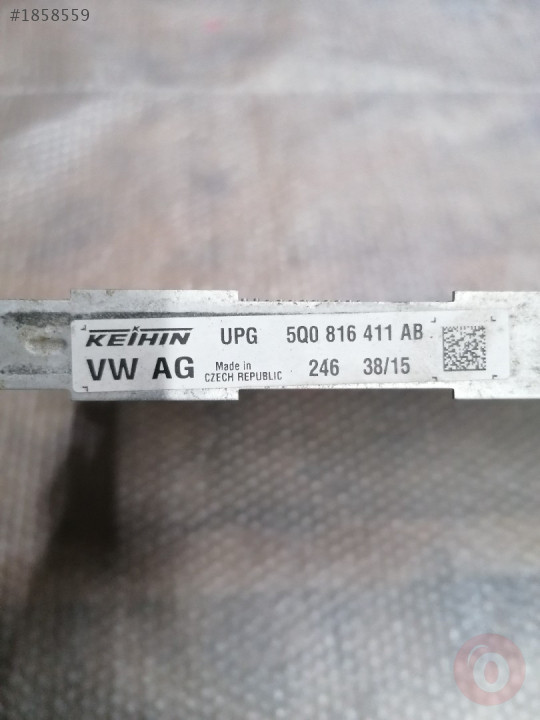 #1858559
KEIHIN UPG 5Q0 816 411 AB
VW AG Made in CZECH REPUBLIC 246 38/15